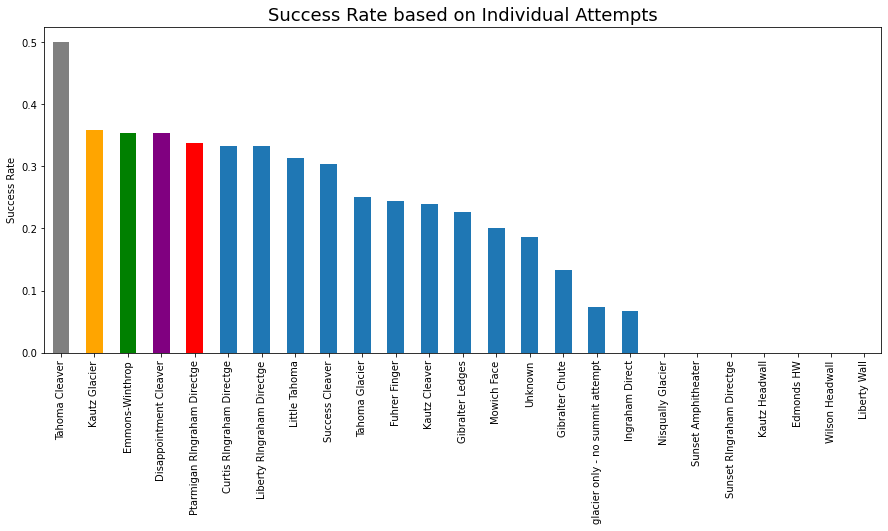 Success Rate based on Individual Attempts
Success Rate
0.5
0.4
0.3
0.2
0.1
0.0
Tahoma Cleaver
Kautz Glacier
Emmons-Winthrop
Disappointment Cleaver
Ptarmigan RIngraham Directge
Curtis RIngraham Directge
Liberty RIngraham Directge
Little Tahoma
Success Cleaver
Tahoma Glacier
Fuhrer Finger
Kautz Cleaver
Gibralter Ledges
Mowich Face
Unknown
Gibralter Chute
glacier only - no summit attempt
Ingraham Direct
Nisqually Glacier
Sunset Amphitheater
Sunset RIngraham Directge
Kautz Headwall
Edmonds HW
Wilson Headwall
Liberty Wall